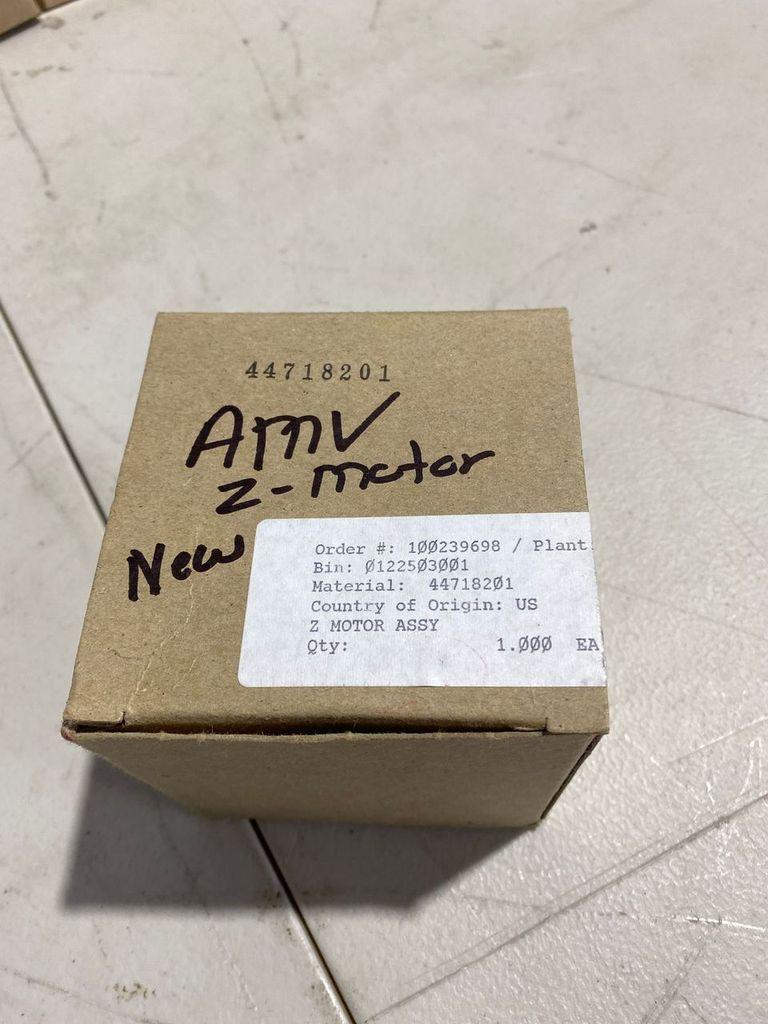 44718201
AMV
Z-motor
New
Order #: 100239698 / Plant:
Bin: 0122503001
Material: 44718201
Country of Origin: US
Z MOTOR ASSY
Qty: 1.000 EA